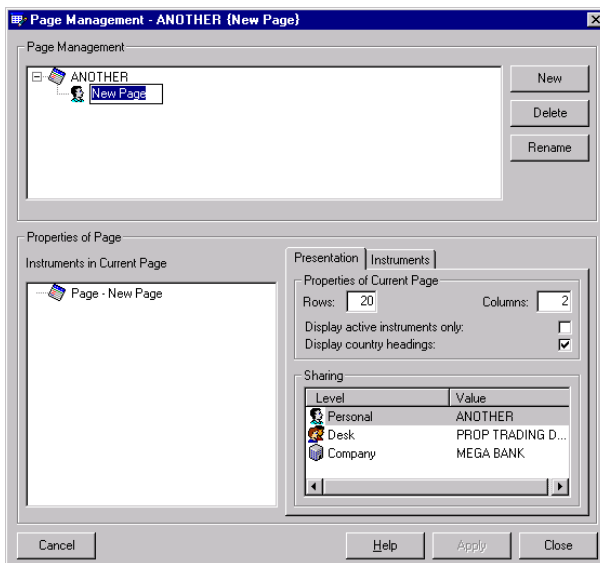 Page Management - ANOTHER {New Page}
Page Management
ANOTHER
New Page
New
Delete
Rename
Properties of Page
Instruments in Current Page
Page - New Page
Presentation Instruments
Properties of Current Page
Rows: 20 Columns: 2
Display active instruments only:
Display country headings:
Sharing
Level Value
Personal ANOTHER
Desk PROP TRADING D...
Company MEGA BANK
Cancel Help Apply Close